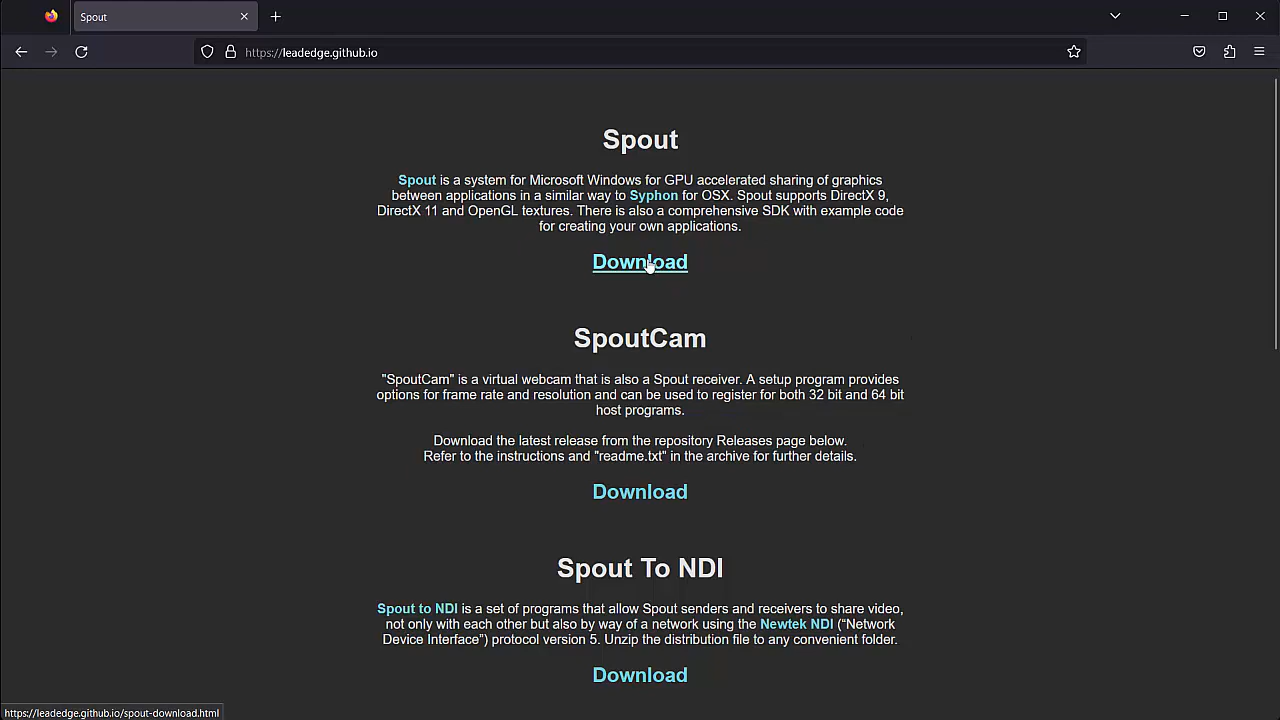 Spout
https://leadedge.github.io
Spout
Spout is a system for Microsoft Windows for GPU accelerated sharing of graphics
between applications in a similar way to Syphon for OSX. Spout supports DirectX 9,
DirectX 11 and OpenGL textures. There is also a comprehensive SDK with example code
for creating your own applications.
Download
SpoutCam
"SpoutCam" is a virtual webcam that is also a Spout receiver. A setup program provides
options for frame rate and resolution and can be used to register for both 32 bit and 64 bit
host programs.
Download the latest release from the repository Releases page below.
Refer to the instructions and "readme.txt" in the archive for further details.
Download
Spout To NDI
Spout to NDI is a set of programs that allow Spout senders and receivers to share video,
not only with each other but also by way of a network using the Newtek NDI (“Network
Device Interface”) protocol version 5. Unzip the distribution file to any convenient folder.
Download
https://leadedge.github.io/spout-download.html